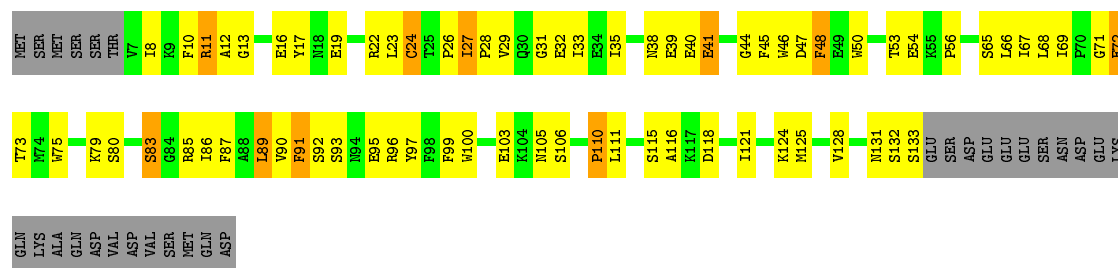 MET SER MET SER SER THR V7 I8 K9 F10 R11 A12 G13 E16 Y17 N18 E19 R22 L23 C24 T25 P26 I27 P28 V29 Q30 G31 E32 I33 E34 I35 N38 E39 E40 E41 G44 F45 W46 D47 F48 E49 W50 T53 E54 K55 P56 S65 L66 I67 L68 I69 P70 G71
T73 M74 W75 K79 S80 S83 G84 R85 I86 F87 A88 L89 V90 F91 S92 S93 N94 E95 R96 Y97 F98 F99 W100 E103 K104 N105 S106 P110 L111 S115 A116 K117 D118 I121 K124 M125 V128 N131 S132 S133 GLU SER ASP GLU GLU GLU SER ASN ASP GLU LYS
GLN LYS ALA GLN ASP VAL ASP VAL SER MET GLN ASP